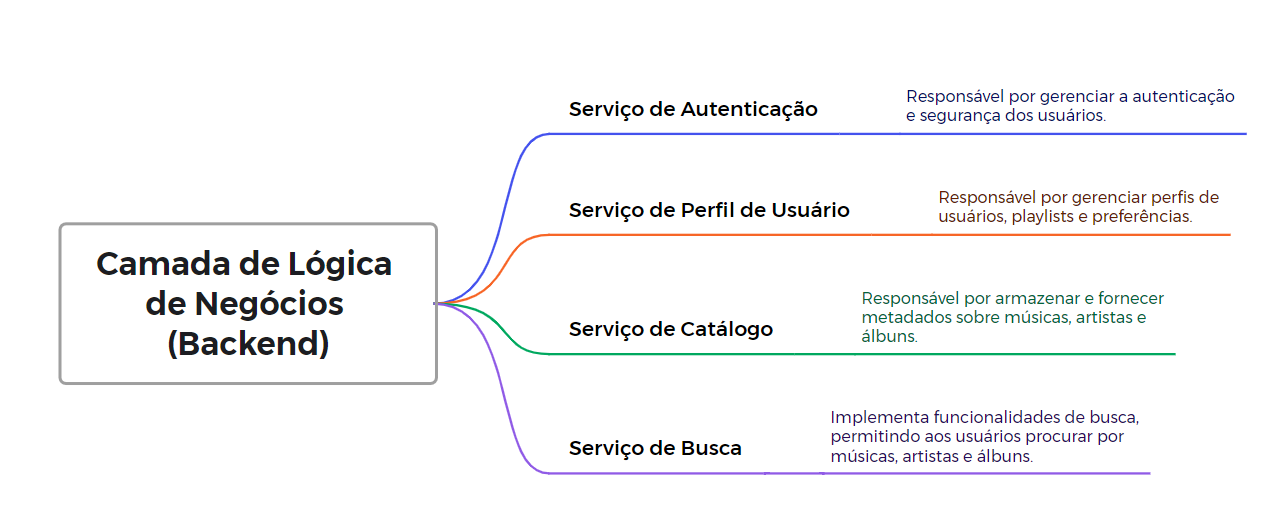 Camada de Lógica
de Negócios
(Backend)
Serviço de Autenticação
Responsável por gerenciar a autenticação
e segurança dos usuários.
Serviço de Perfil de Usuário
Responsável por gerenciar perfis de
usuários, playlists e preferências.
Serviço de Catálogo
Responsável por armazenar e fornecer
metadados sobre músicas, artistas e
álbuns.
Serviço de Busca
Implementa funcionalidades de busca,
permitindo aos usuários procurar por
músicas, artistas e álbuns.